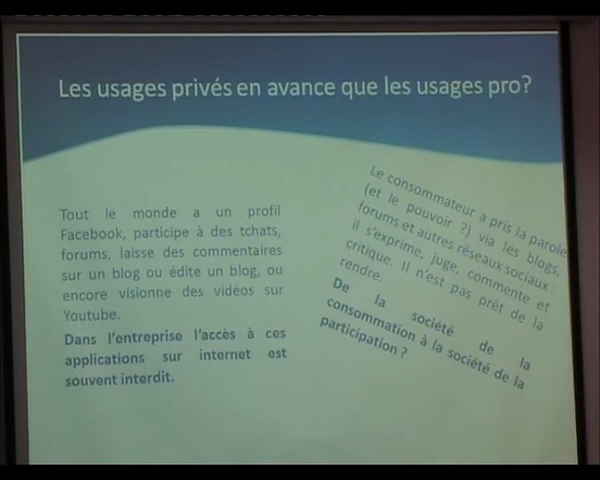 Les usages privés en avance que les usages pro?
Tout le monde a un profil
Facebook, participe à des tchats,
forums, laisse des commentaires
sur un blog ou édite un blog, ou
encore visionne des vidéos sur
Youtube.
Dans l'entreprise l'accès à ces
applications sur internet est
souvent interdit.
Le consommateur a pris la parole
(et le pouvoir ?) via les blogs,
forums et autres réseaux sociaux :
il s'exprime, juge, commente et
critique. Il n'est pas prêt de la
rendre.
De la société de la
consommation à la société de la
participation ?